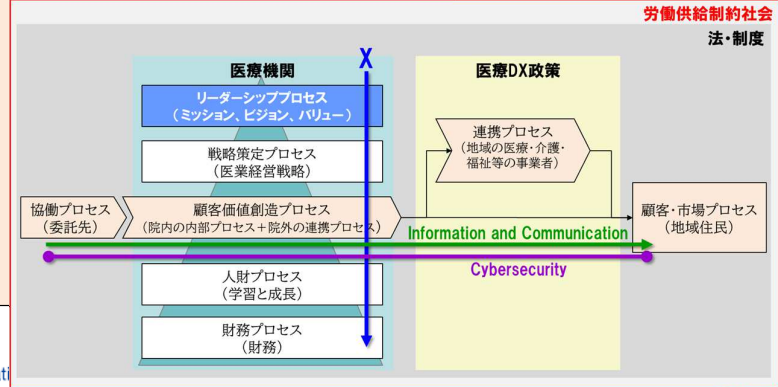 労働供給制約社会
法・制度
医療機関
X
医療DX政策
リーダーシッププロセス
（ミッション、ビジョン、バリュー）
戦略策定プロセス
（医業経営戦略）
連携プロセス
（地域の医療・介護・
福祉等の事業者）
協働プロセス
（委託先）
顧客価値創造プロセス
（院内の内部プロセス＋院外の連携プロセス）
顧客・市場プロセス
（地域住民）
Information and Communication
Cybersecurity
人財プロセス
（学習と成長）
財務プロセス
（財務）